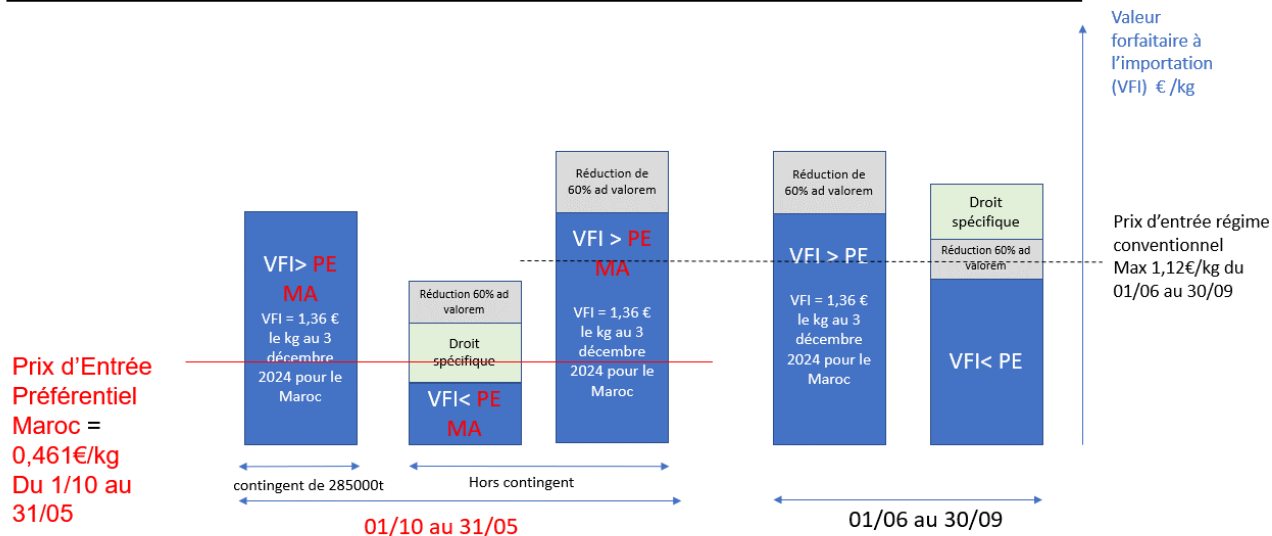 Valeur
forfaitaire à
l'importation
(VFI) € /kg
Réduction de
60% ad valorem
VFI > PE
MA
VFI = 1,36 €
le kg au 3
décembre
2024 pour le
Maroc
VFI> PE
MA
VFI = 1,36 €
le kg au 3
décembre
2024 pour le
Maroc
Réduction 60% ad
valorem
Droit
spécifique
VFI< PE
MA
Réduction de
60% ad valorem
VFI > PE
VFI = 1,36 €
le kg au 3
décembre
2024 pour le
Maroc
Droit
spécifique
Réduction 60% ad
valorem
VFI< PE
Prix d'entrée régime
conventionnel
Max 1,12€/kg du
01/06 au 30/09
Prix d'Entrée
Préférentiel
Maroc =
0,461€/kg
Du 1/10 au
31/05
contingent de 285000t
Hors contingent
01/10 au 31/05
01/06 au 30/09